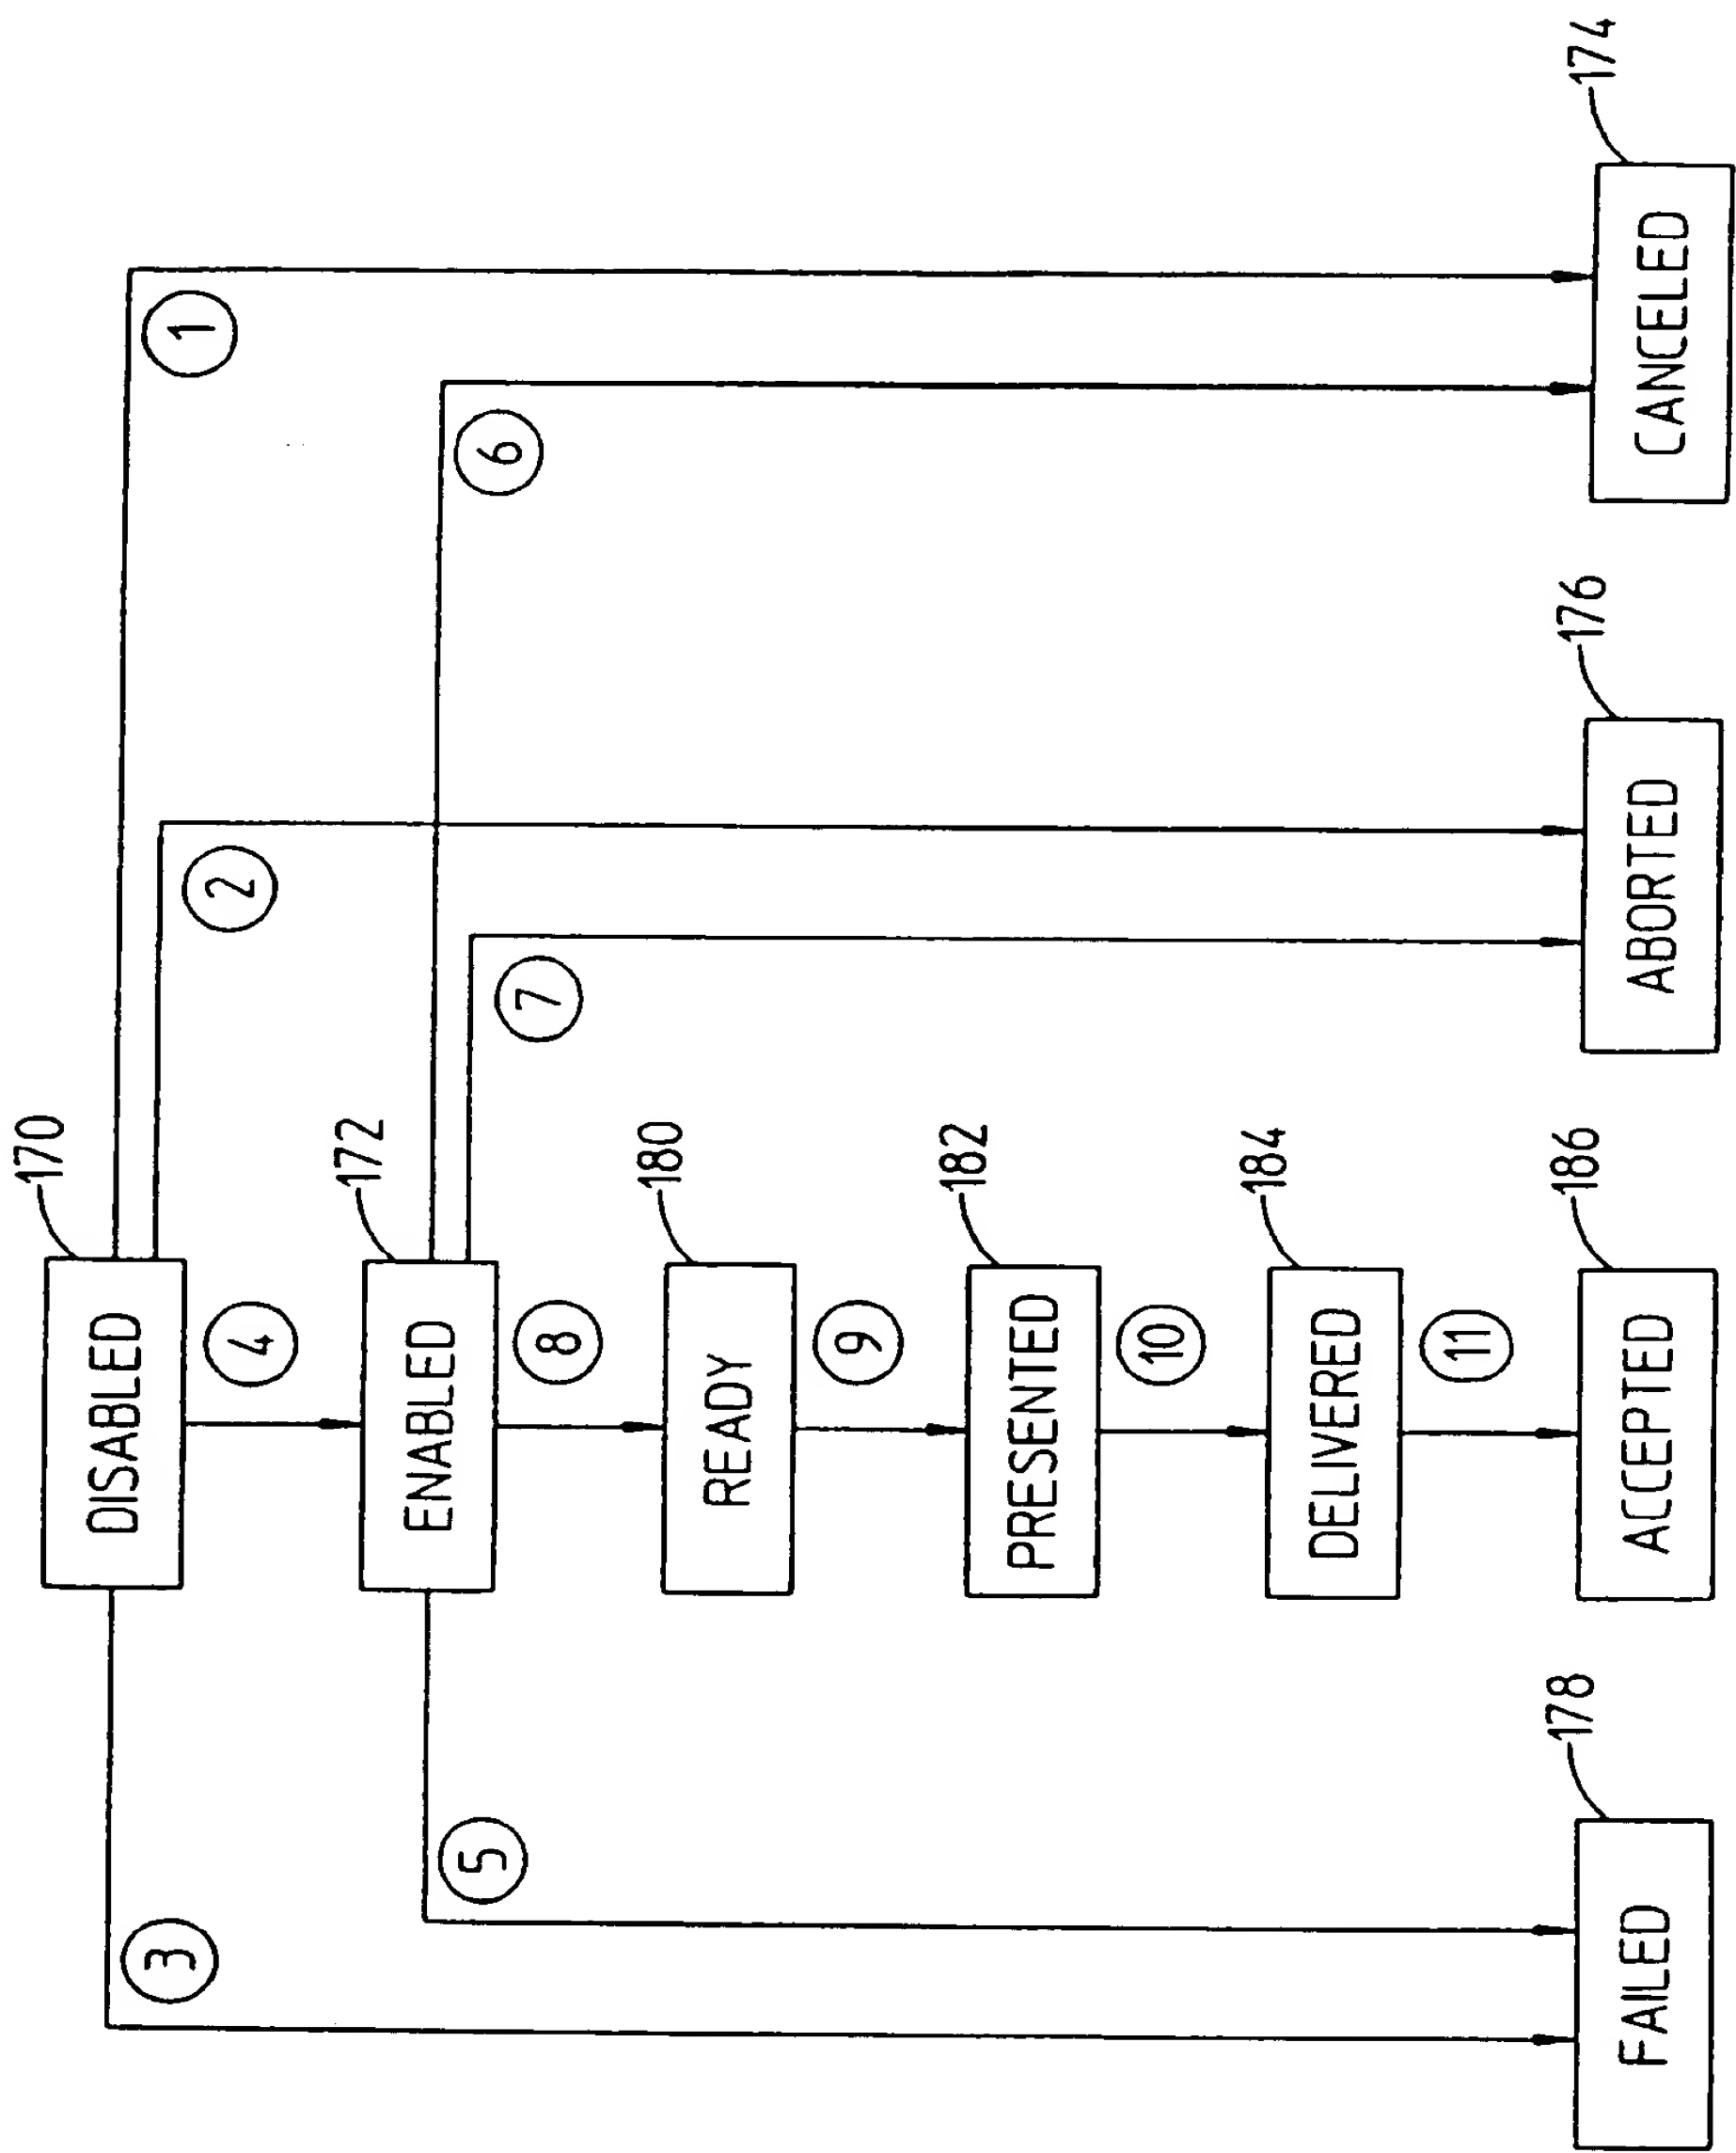 170
DISABLED
3
4
2
1
172
ENABLED
5
8
7
6
180
READY
9
182
PRESENTED
10
184
DELIVERED
11
178
FAILED
186
ACCEPTED
176
ABORTED
174
CANCELED